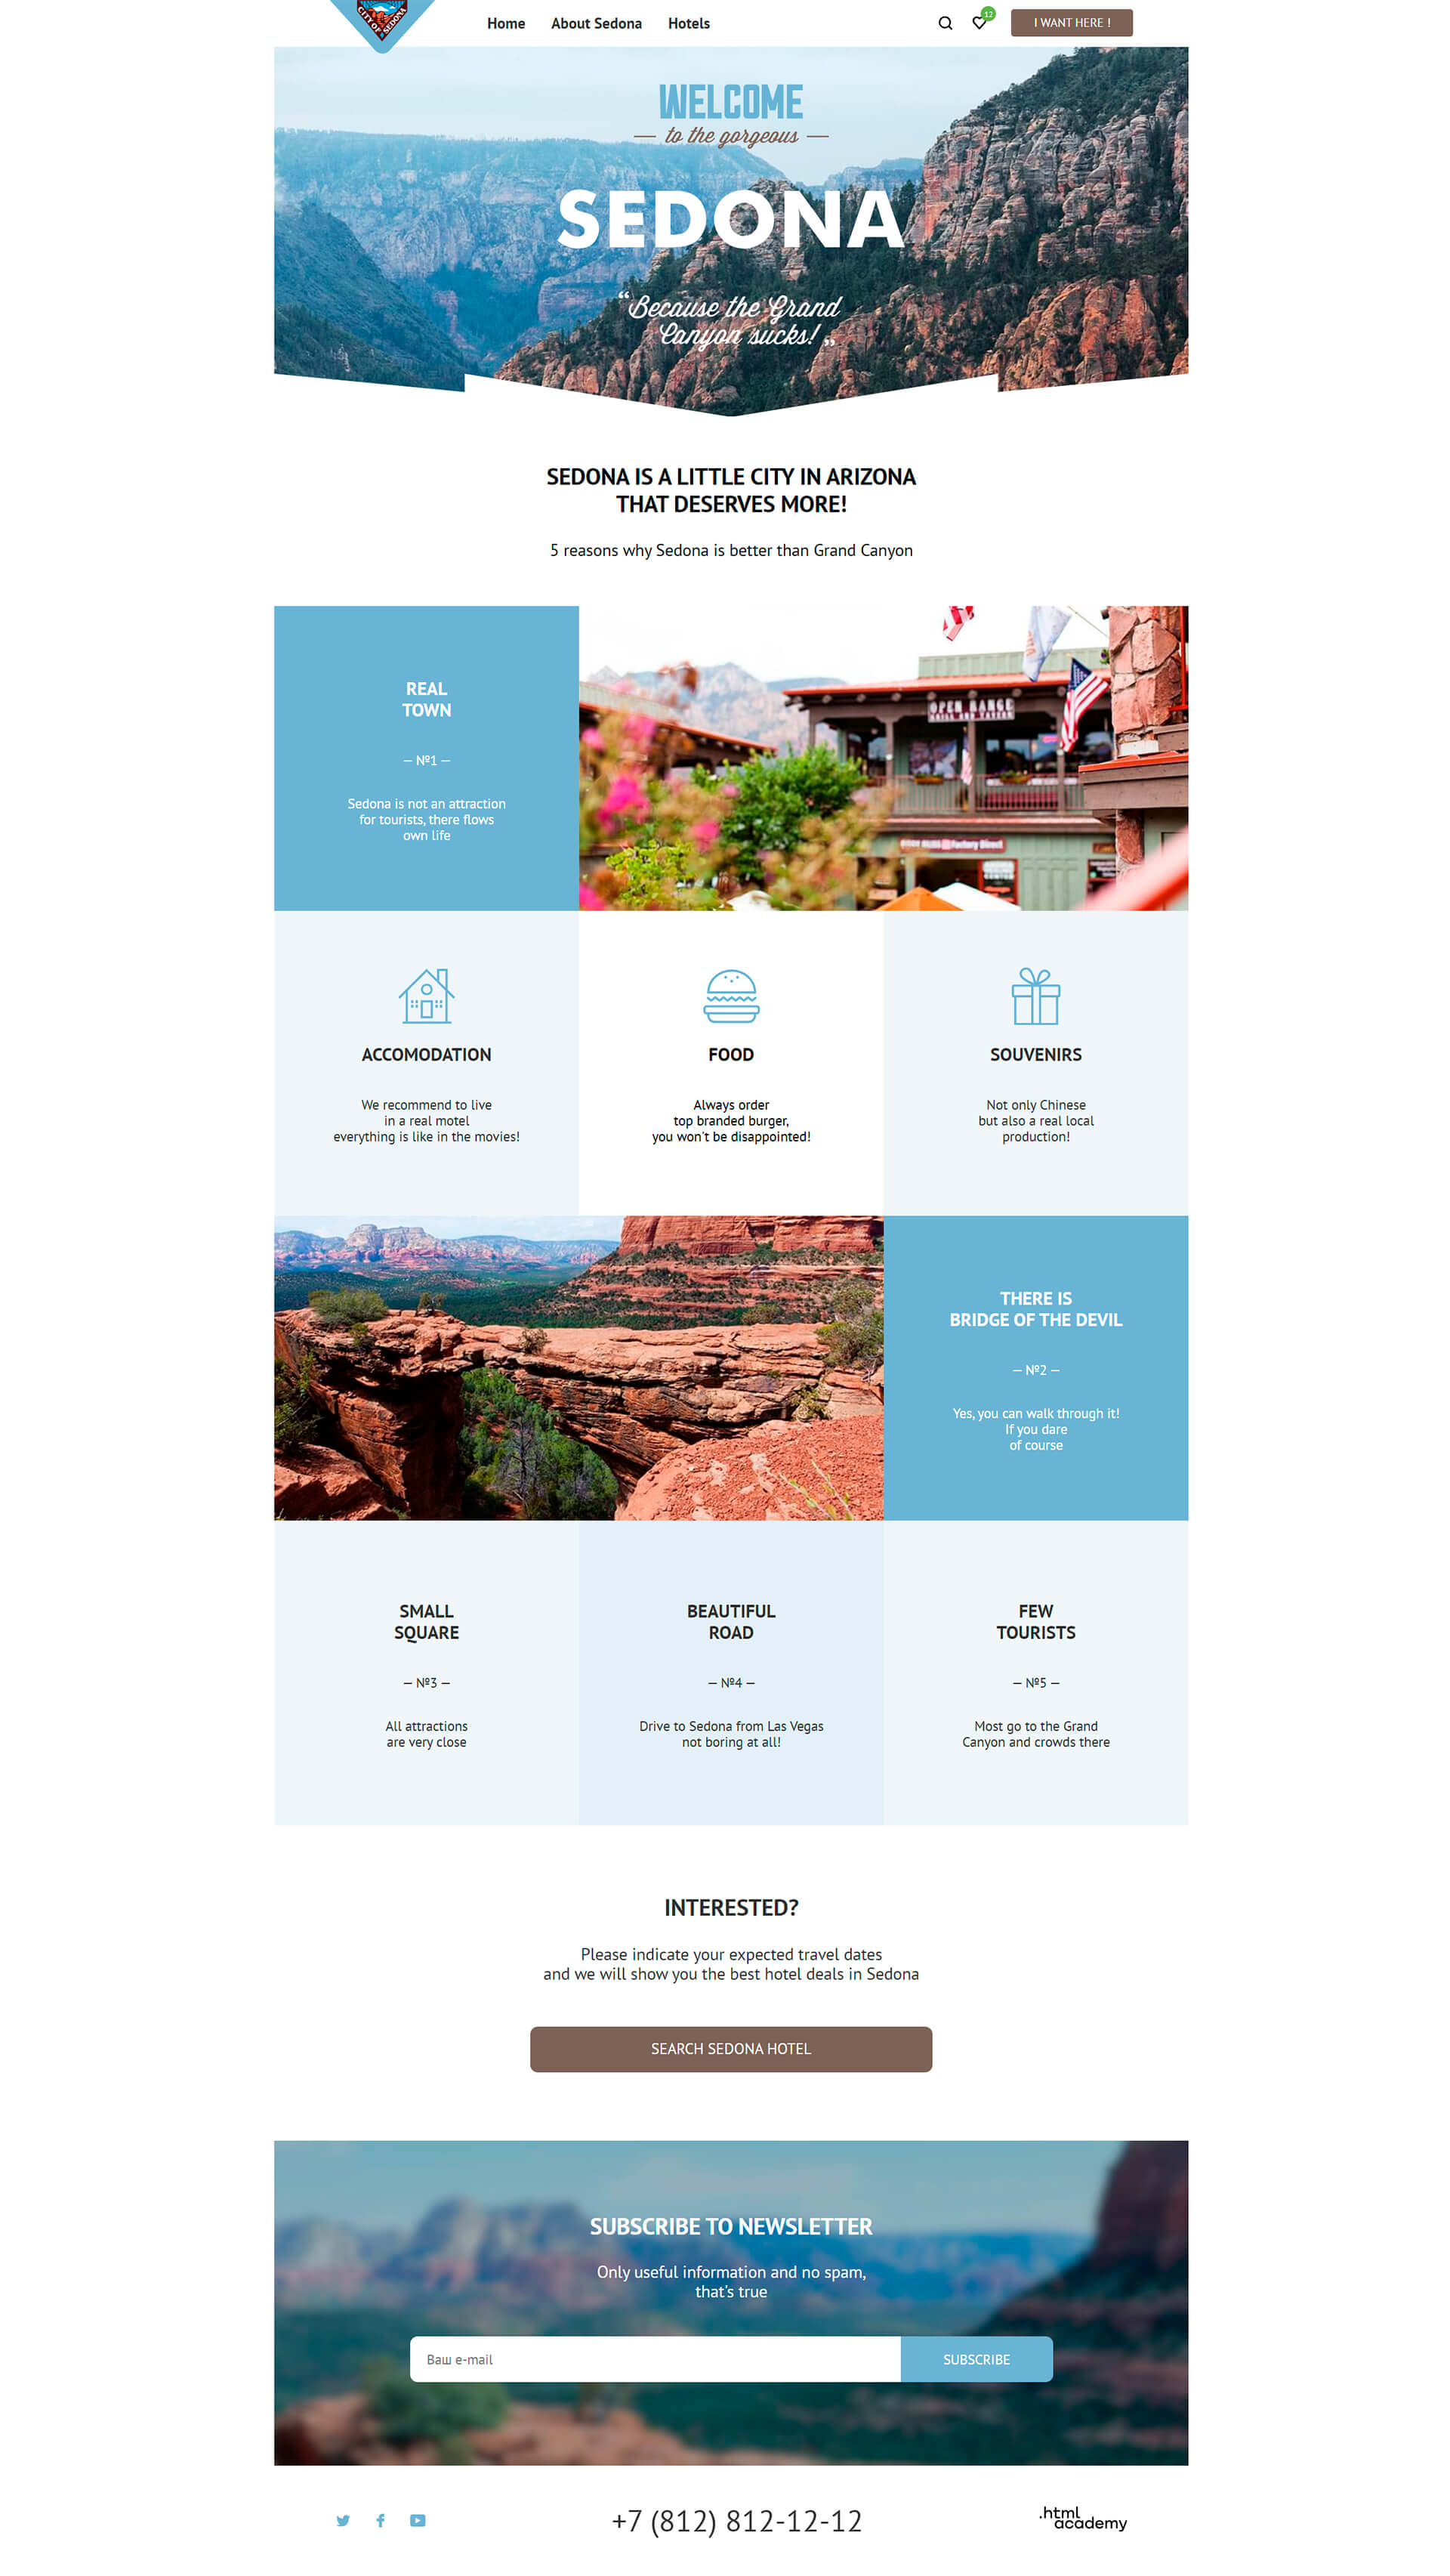 CITY OF SEDONA
Home About Sedona Hotels
12
I WANT HERE !
WELCOME
— to the gorgeous —
SEDONA
“Because the Grand
Canyon sucks! „
SEDONA IS A LITTLE CITY IN ARIZONA
THAT DESERVES MORE!
5 reasons why Sedona is better than Grand Canyon
REAL
TOWN
— №1 —
Sedona is not an attraction
for tourists, there flows
own life
OPEN RANGE
GRILL AND TAVERN
Factory Direct
ACCOMODATION
We recommend to live
in a real motel
everything is like in the movies!
FOOD
Always order
top branded burger,
you won't be disappointed!
SOUVENIRS
Not only Chinese
but also a real local
production!
THERE IS
BRIDGE OF THE DEVIL
— №2 —
Yes, you can walk through it!
If you dare
of course
SMALL
SQUARE
— №3 —
All attractions
are very close
BEAUTIFUL
ROAD
— №4 —
Drive to Sedona from Las Vegas
not boring at all!
FEW
TOURISTS
— №5 —
Most go to the Grand
Canyon and crowds there
INTERESTED?
Please indicate your expected travel dates
and we will show you the best hotel deals in Sedona
SEARCH SEDONA HOTEL
SUBSCRIBE TO NEWSLETTER
Only useful information and no spam,
that's true
Ваш e-mail
SUBSCRIBE
+7 (812) 812-12-12
.html
academy